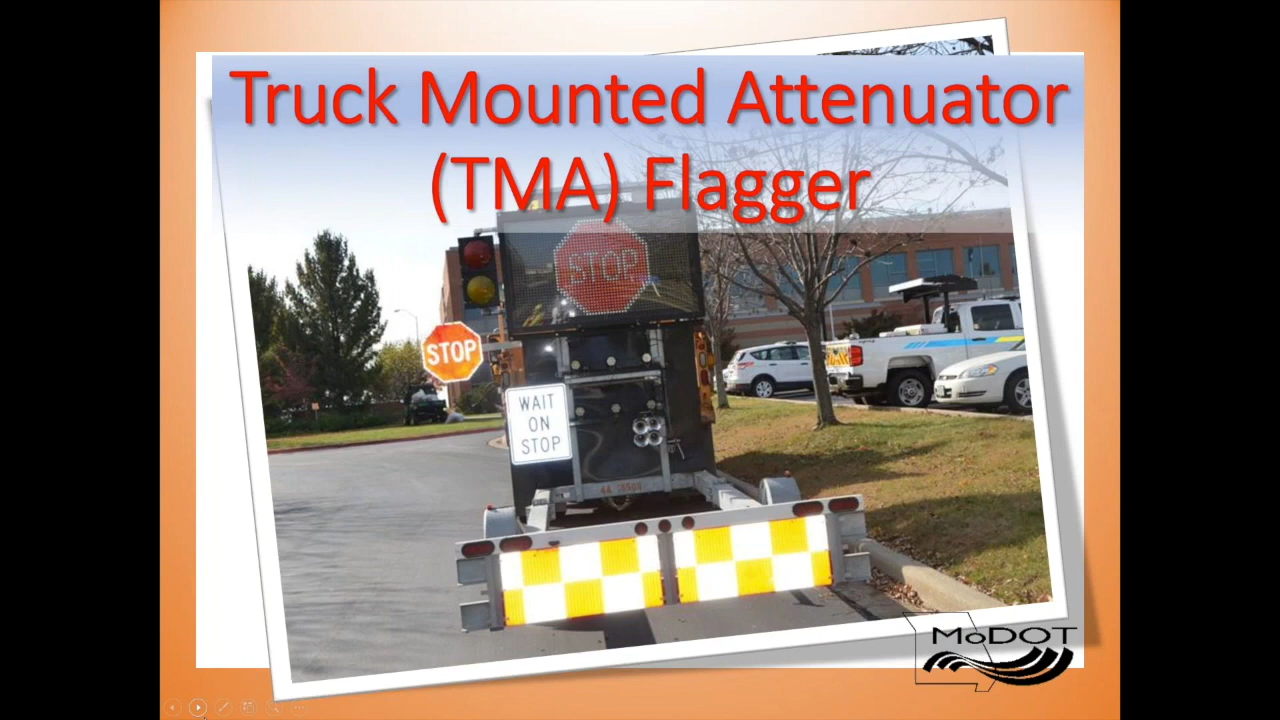 Truck Mounted Attenuator
(TMA) Flagger
STOP
STOP
WAIT
ON
STOP
MoDOT